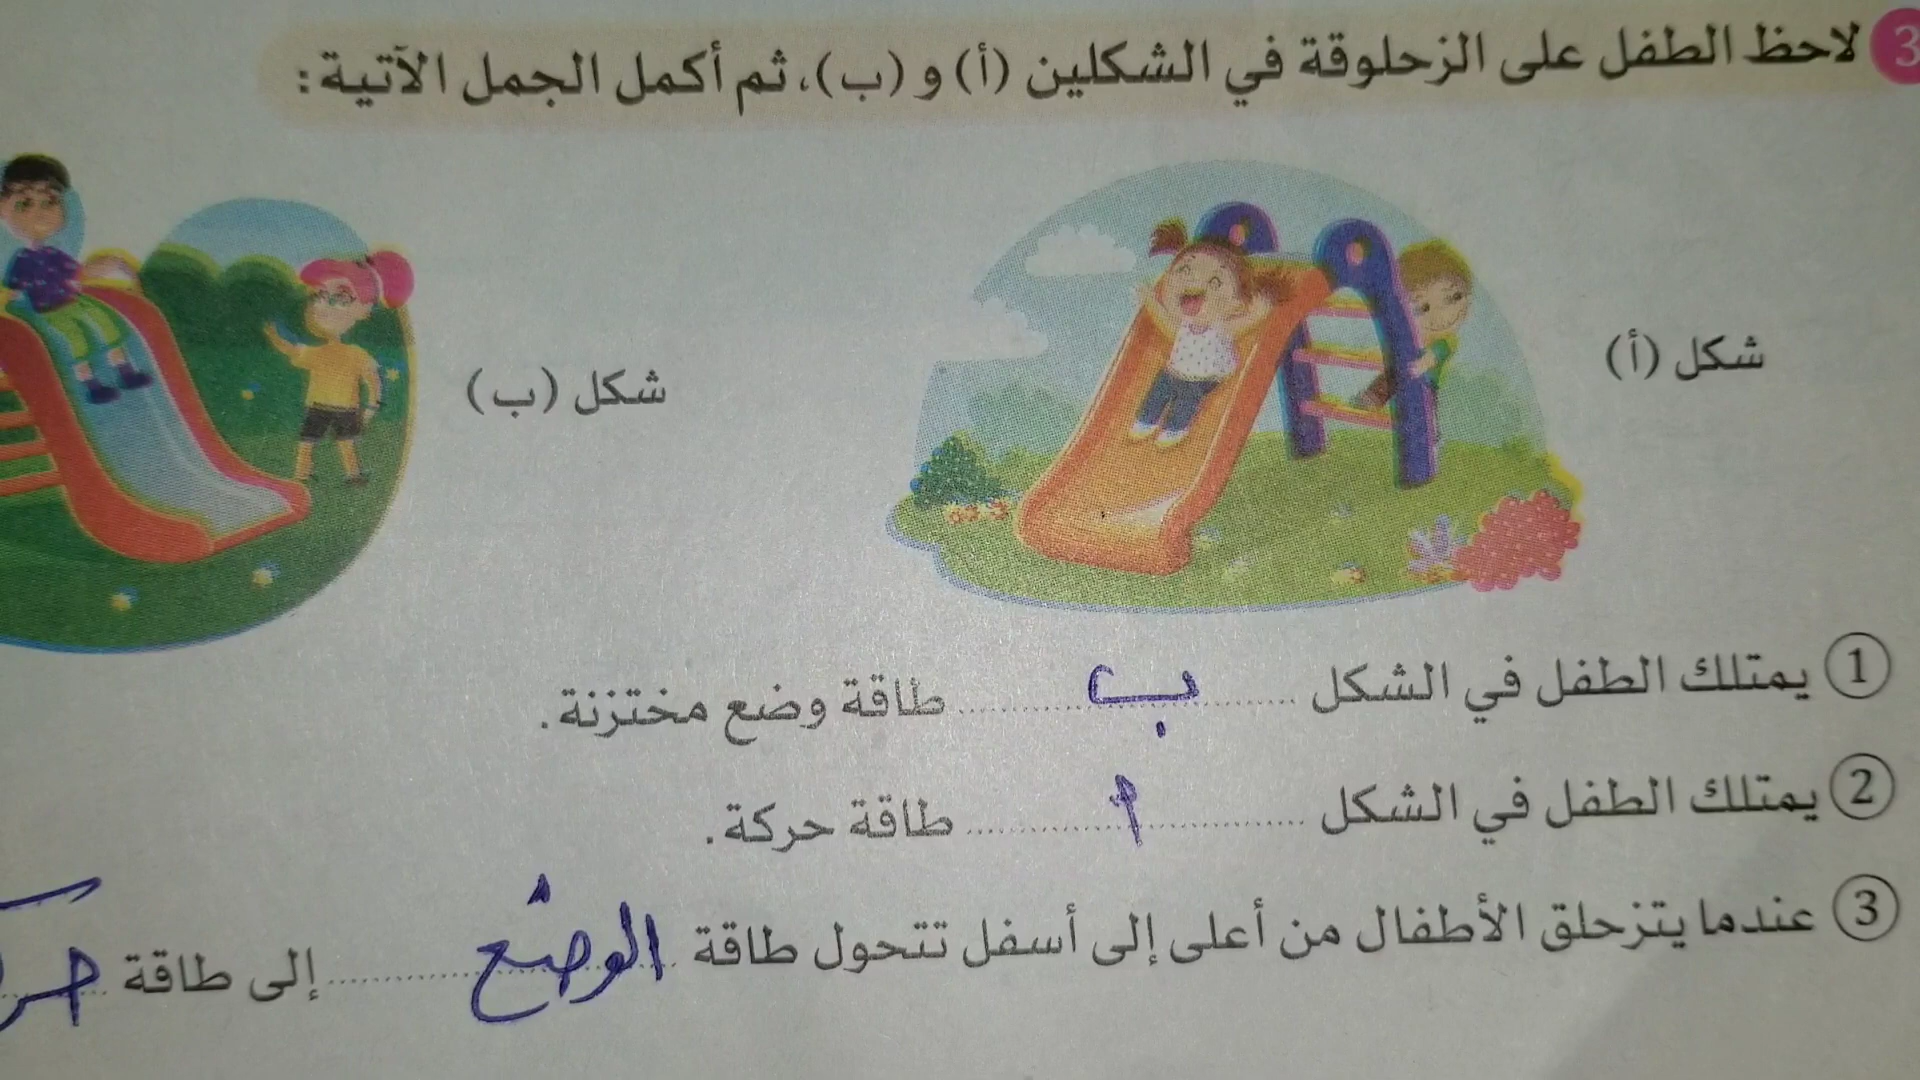 3 لاحظ الطفل على الزحلوقة في الشكلين (أ) و (ب)، ثم أكمل الجمل الآتية:
شكل (أ)
شكل (ب)
1 يمتلك الطفل في الشكل ب طاقة وضع مختزنة.
2 يمتلك الطفل في الشكل أ طاقة حركة.
3 عندما يتزحلق الأطفال من أعلى إلى أسفل تتحول طاقة الوضع إلى طاقة